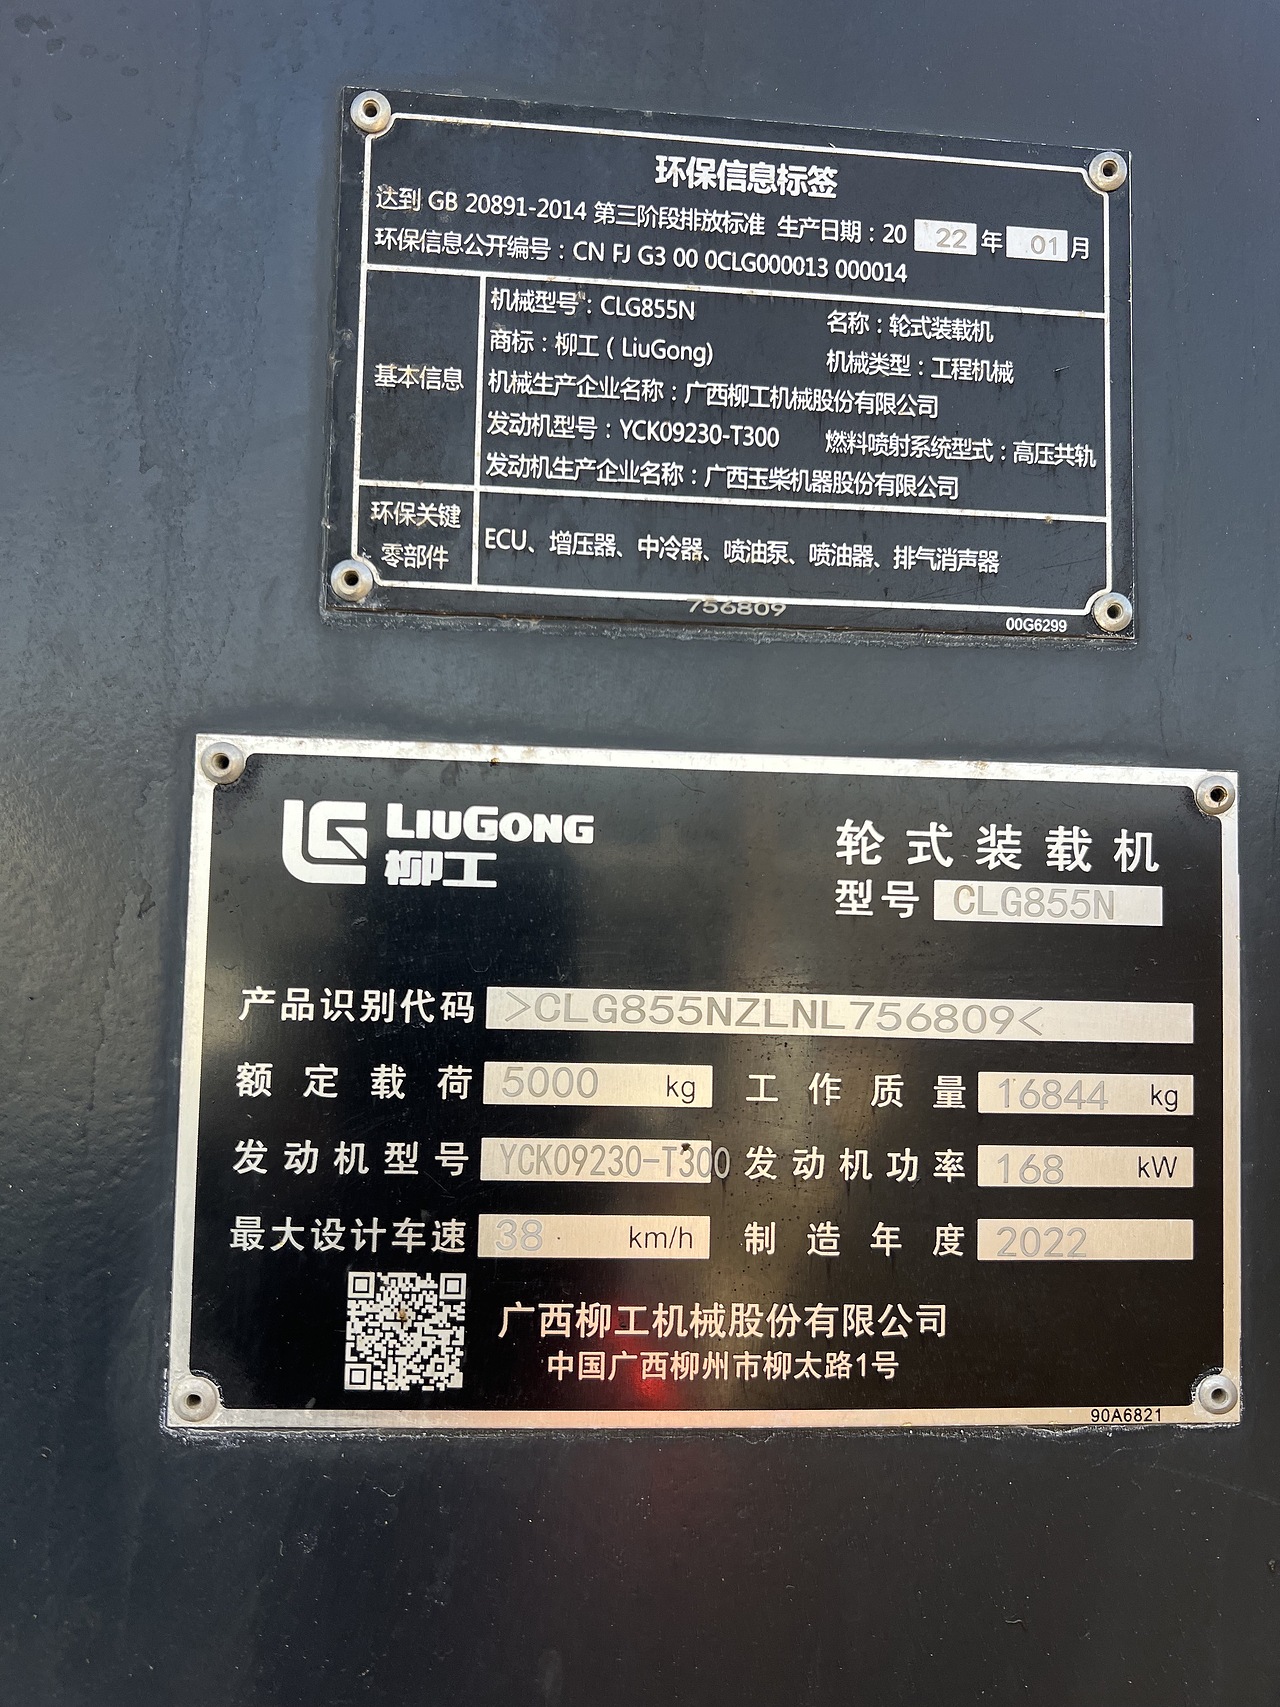 环保信息标签
达到 GB 20891-2014 第三阶段排放标准 生产日期：20 22 年 01 月
环保信息公开编号：CN FJ G3 00 0CLG000013 000014
基本信息
机械型号：CLG855N 名称：轮式装载机
商标：柳工（LiuGong） 机械类型：工程机械
机械生产企业名称：广西柳工机械股份有限公司
发动机型号：YCK09230-T300 燃料喷射系统型式：高压共轨
发动机生产企业名称：广西玉柴机器股份有限公司
环保关键零部件
ECU、增压器、中冷器、喷油泵、喷油器、排气消声器
756809
00G6299
LG LIUGONG
柳工
轮式装载机
型号 CLG855N
产品识别代码 >CLG855NZLNL756809<
额定载荷 5000 kg 工作质量 16844 kg
发动机型号 YCK09230-T300 发动机功率 168 kW
最大设计车速 38 km/h 制造年度 2022
广西柳工机械股份有限公司
中国广西柳州市柳太路1号
90A6821